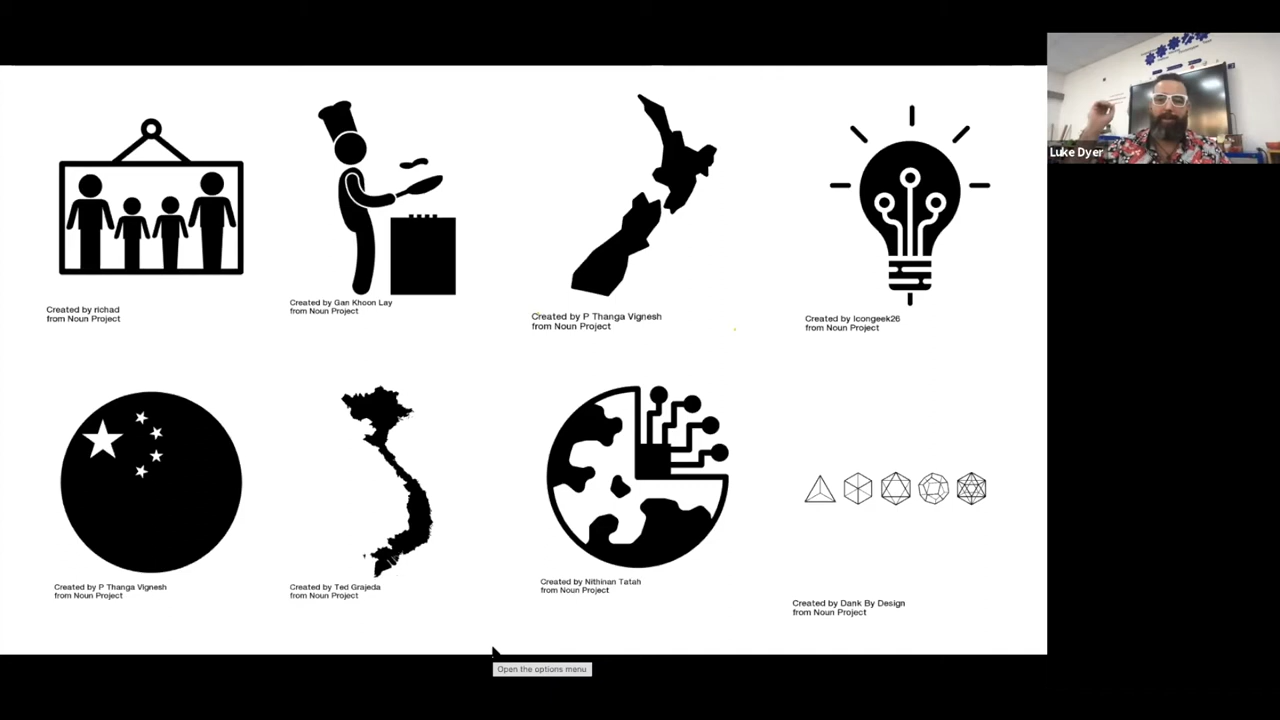 Luke Dyer
Created by richad
from Noun Project
Created by Gan Khoon Lay
from Noun Project
Created by P Thanga Vignesh
from Noun Project
Created by Icongeek26
from Noun Project
Created by P Thanga Vignesh
from Noun Project
Created by Ted Grajeda
from Noun Project
Created by Nithinan Tatah
from Noun Project
Created by Dank By Design
from Noun Project
Open the options menu